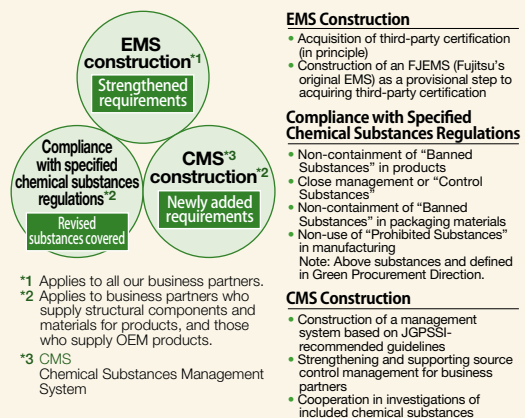 EMS
construction*1
Strengthened
requirements
Compliance
with specified
chemical substances
regulations*2
Revised
substances covered
CMS*3
construction*2
Newly added
requirements
*1 Applies to all our business partners.
*2 Applies to business partners who
supply structural components and
materials for products, and those
who supply OEM products.
*3 CMS
Chemical Substances Management
System
EMS Construction
• Acquisition of third-party certification
(in principle)
• Construction of an FJEMS (Fujitsu's
original EMS) as a provisional step to
acquiring third-party certification
Compliance with Specified
Chemical Substances Regulations
• Non-containment of “Banned
Substances” in products
• Close management or “Control
Substances”
• Non-containment of “Banned
Substances” in packaging materials
• Non-use of “Prohibited Substances”
in manufacturing
Note: Above substances and defined
in Green Procurement Direction.
CMS Construction
• Construction of a management
system based on JGPSSI-
recommended guidelines
• Strengthening and supporting source
control management for business
partners
• Cooperation in investigations of
included chemical substances